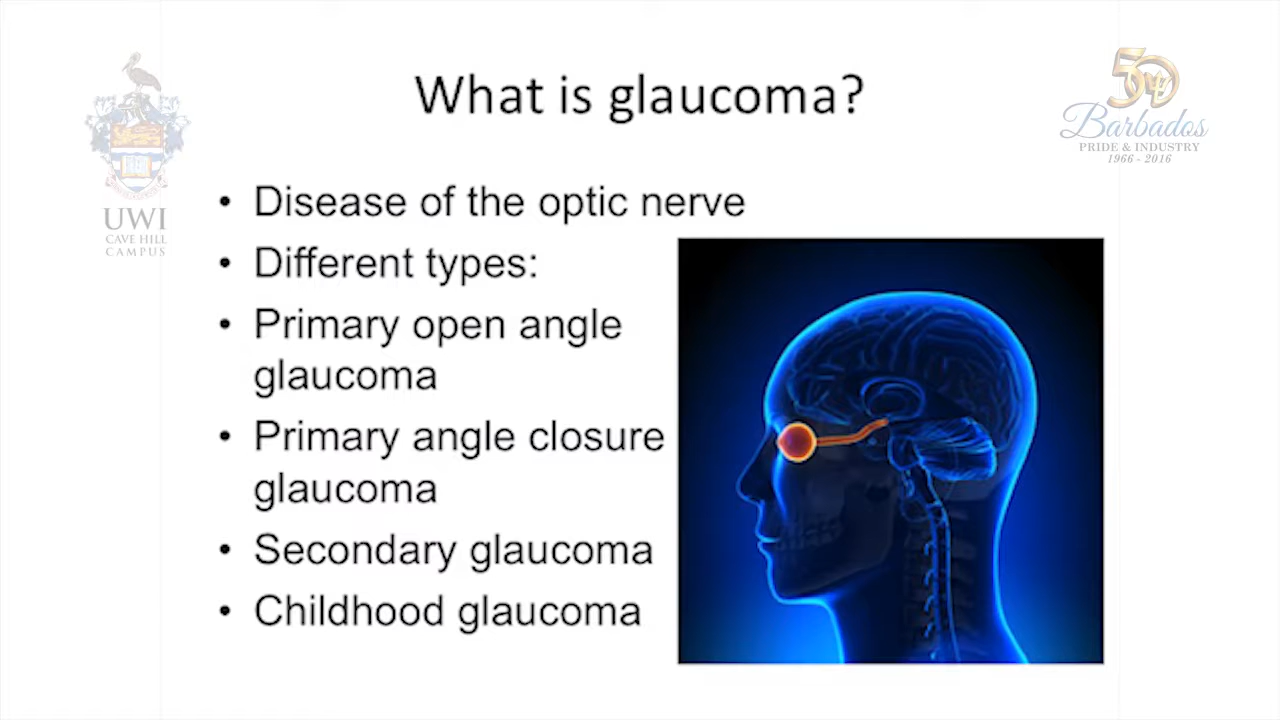 What is glaucoma?
UWI
CAVE HILL
CAMPUS
50
Barbados
PRIDE & INDUSTRY
1966 - 2016
• Disease of the optic nerve
• Different types:
• Primary open angle
glaucoma
• Primary angle closure
glaucoma
• Secondary glaucoma
• Childhood glaucoma